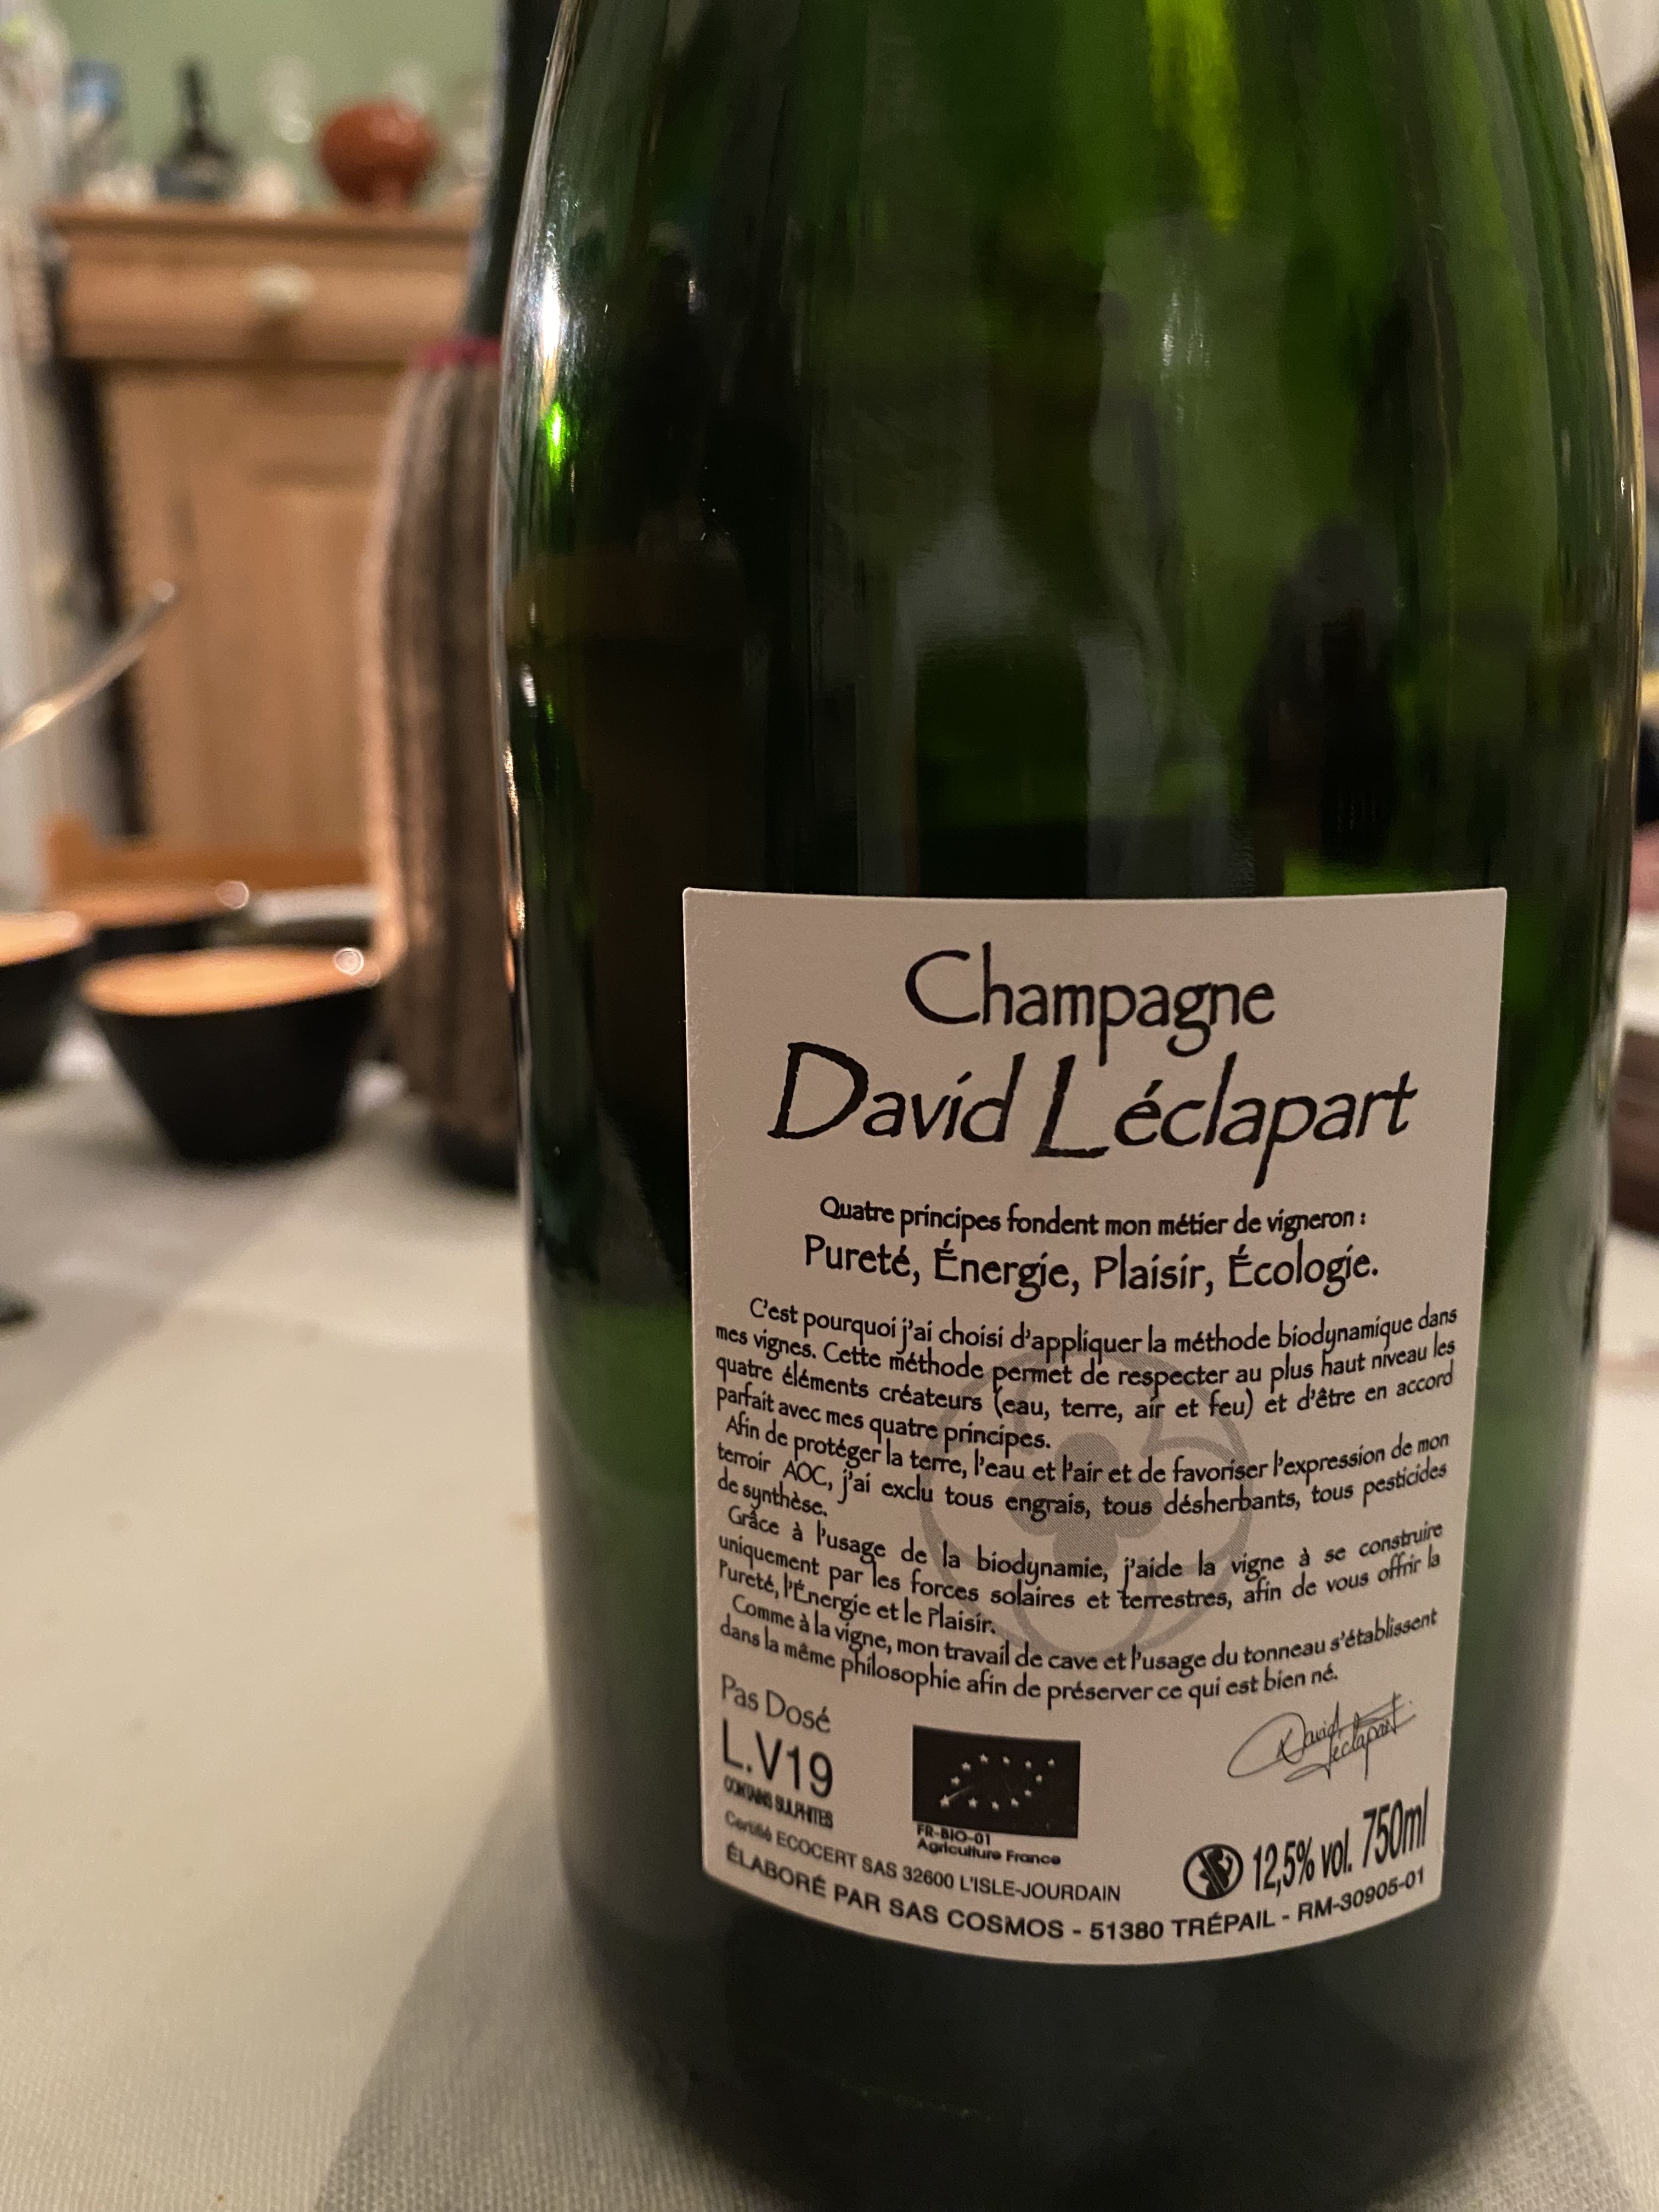 Champagne
David Léclapart
Quatre principes fondent mon métier de vigneron :
Pureté, Énergie, Plaisir, Écologie.
C'est pourquoi j'ai choisi d'appliquer la méthode biodynamique dans
mes vignes. Cette méthode permet de respecter au plus haut niveau les
quatre éléments créateurs (eau, terre, air et feu) et d'être en accord
parfait avec mes quatre principes.
Afin de protéger la terre, l'eau et l'air et de favoriser l'expression de mon
terroir AOC, j'ai exclu tous engrais, tous désherbants, tous pesticides
de synthèse.
Grâce à l'usage de la biodynamie, j'aide la vigne à se construire
uniquement par les forces solaires et terrestres, afin de vous offrir la
Pureté, l'Énergie et le Plaisir.
Comme à la vigne, mon travail de cave et l'usage du tonneau s'établissent
dans la même philosophie afin de préserver ce qui est bien né.
Pas Dosé
L.V19
CONTAINS SULPHITES
David
Léclapart
FR-BIO-01
Agriculture France
12,5% vol. 750ml
Certifié ECOCERT SAS 32600 L'ISLE-JOURDAIN
ÉLABORÉ PAR SAS COSMOS - 51380 TRÉPAIL - RM-30905-01